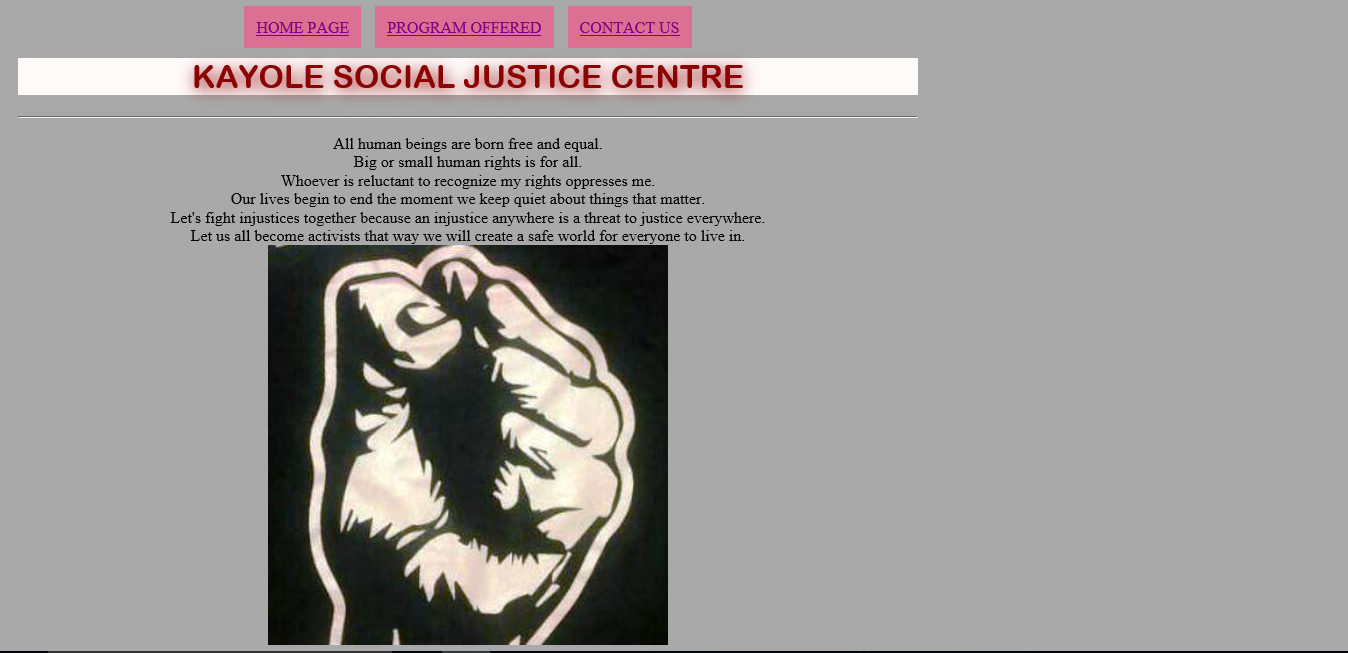 HOME PAGE
PROGRAM OFFERED
CONTACT US
KAYOLE SOCIAL JUSTICE CENTRE
All human beings are born free and equal.
Big or small human rights is for all.
Whoever is reluctant to recognize my rights oppresses me.
Our lives begin to end the moment we keep quiet about things that matter.
Let's fight injustices together because an injustice anywhere is a threat to justice everywhere.
Let us all become activists that way we will create a safe world for everyone to live in.